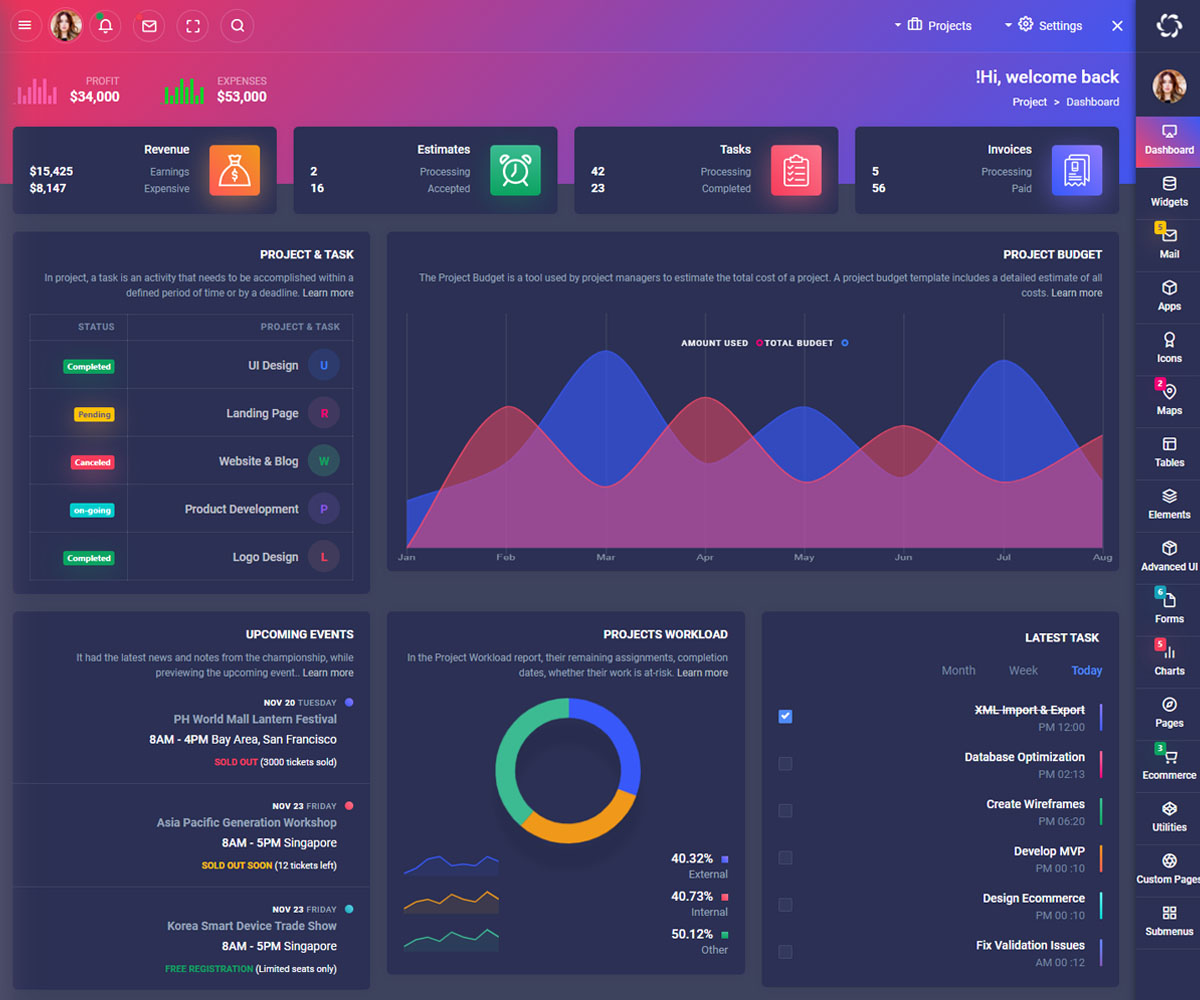 Projects
Settings
PROFIT
$34,000
EXPENSES
$53,000
!Hi, welcome back
Project > Dashboard
Revenue
$15,425 Earnings
$8,147 Expensive
Estimates
2 Processing
16 Accepted
Tasks
42 Processing
23 Completed
Invoices
5 Processing
56 Paid
PROJECT & TASK
In project, a task is an activity that needs to be accomplished within a
defined period of time or by a deadline. Learn more
STATUS PROJECT & TASK
Completed UI Design U
Pending Landing Page R
Canceled Website & Blog W
on-going Product Development P
Completed Logo Design L
PROJECT BUDGET
The Project Budget is a tool used by project managers to estimate the total cost of a project. A project budget template includes a detailed estimate of all
costs. Learn more
AMOUNT USED TOTAL BUDGET
Jan Feb Mar Apr May Jun Jul Aug
UPCOMING EVENTS
It had the latest news and notes from the championship, while
previewing the upcoming event.. Learn more
NOV 20 TUESDAY
PH World Mall Lantern Festival
8AM - 4PM Bay Area, San Francisco
SOLD OUT (3000 tickets sold)
NOV 23 FRIDAY
Asia Pacific Generation Workshop
8AM - 5PM Singapore
SOLD OUT SOON (12 tickets left)
NOV 23 FRIDAY
Korea Smart Device Trade Show
8AM - 5PM Singapore
FREE REGISTRATION (Limited seats only)
PROJECTS WORKLOAD
In the Project Workload report, their remaining assignments, completion
dates, whether their work is at-risk. Learn more
40.32%
External
40.73%
Internal
50.12%
Other
LATEST TASK
Month Week Today
XML Import & Export
PM 12:00
Database Optimization
PM 02:13
Create Wireframes
PM 06:20
Develop MVP
PM 00 :10
Design Ecommerce
PM 00 :10
Fix Validation Issues
AM 00 :12
Dashboard
Widgets
5
Mail
Apps
Icons
2
Maps
Tables
Elements
Advanced UI
6
Forms
5
Charts
Pages
3
Ecommerce
Utilities
Custom Pages
Submenus